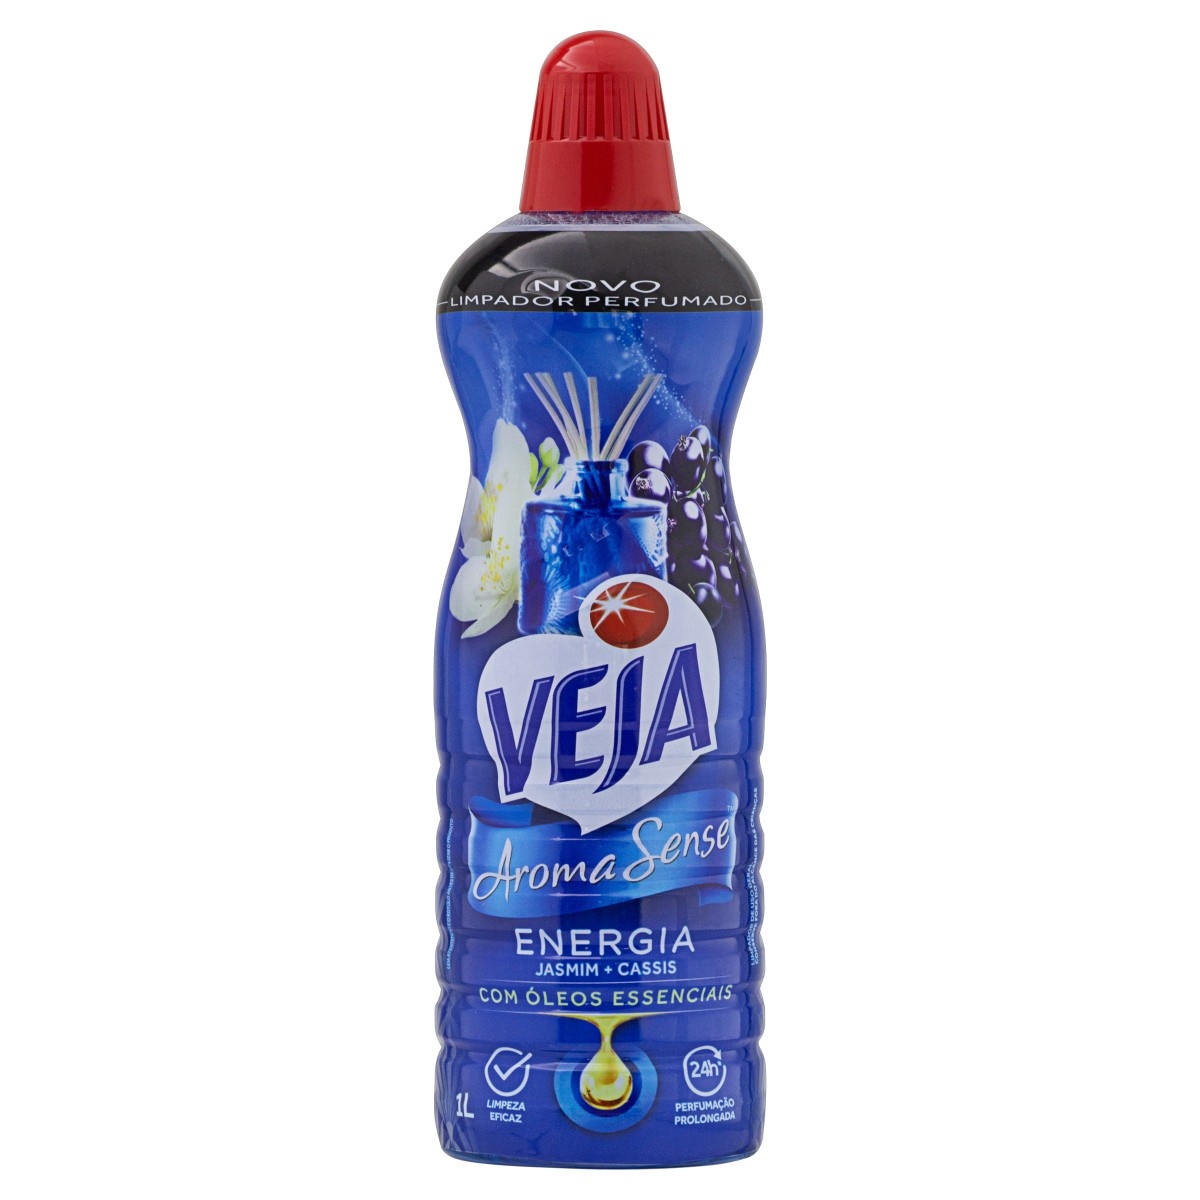 NOVO
LIMPADOR PERFUMADO
VEJA
Aroma Sense
ENERGIA
JASMIM + CASSIS
COM ÓLEOS ESSENCIAIS
1L
LIMPEZA
EFICAZ
24h*
PERFUMAÇÃO
PROLONGADA